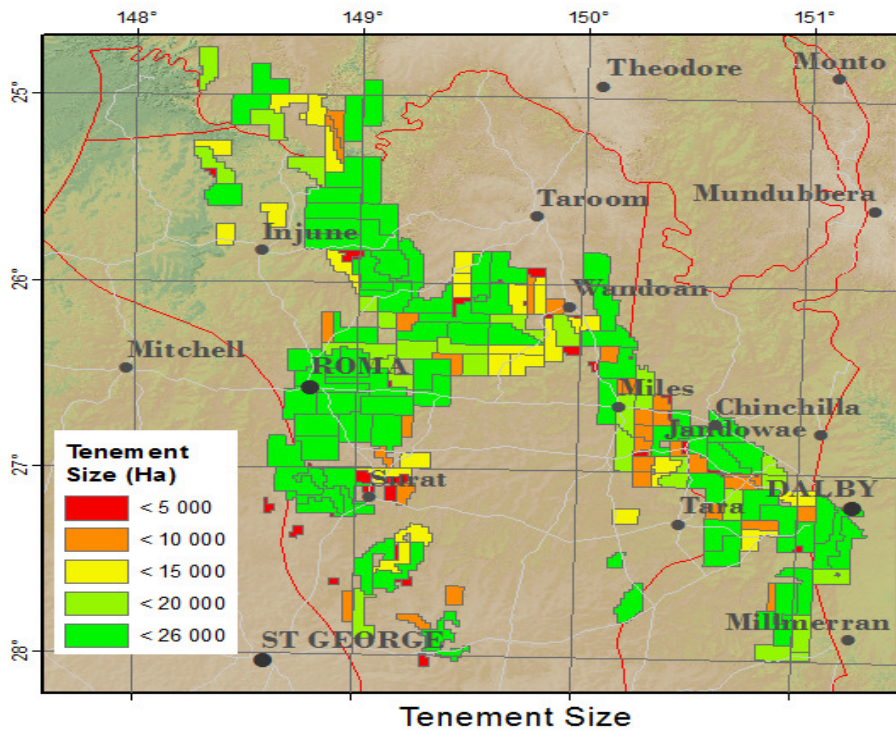 148° 149° 150° 151°
25°
26°
27°
28°
Theodore
Monto
Taroom
Mundubbera
Injune
Wandoan
Mitchell
ROMA
Miles
Chinchilla
Jandowae
Surat
DALBY
Tara
Millmerran
ST GEORGE
Tenement
Size (Ha)
< 5 000
< 10 000
< 15 000
< 20 000
< 26 000
Tenement Size